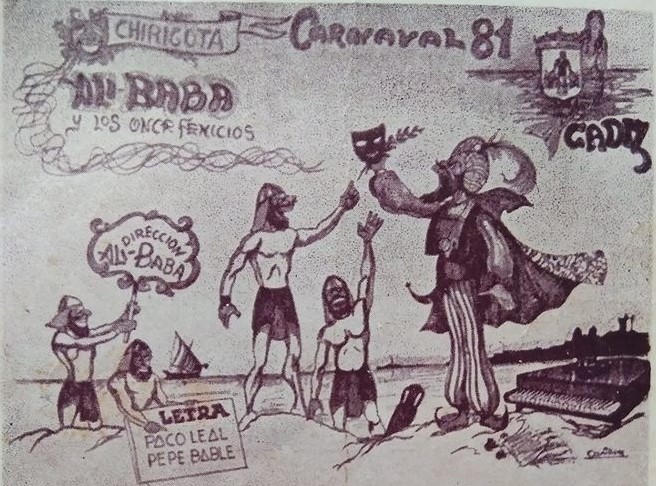 CHIRIGOTA
CARNAVAL 81
ALI-BABA
Y LOS ONCE FENICIOS
CADIZ
DIRECCION
ALI-BABA
LETRA
PACO LEAL
PEPE BABLE